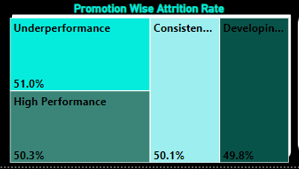 Promotion Wise Attrition Rate
Underperformance
51.0%
High Performance
50.3%
Consisten...
50.1%
Developin...
49.8%